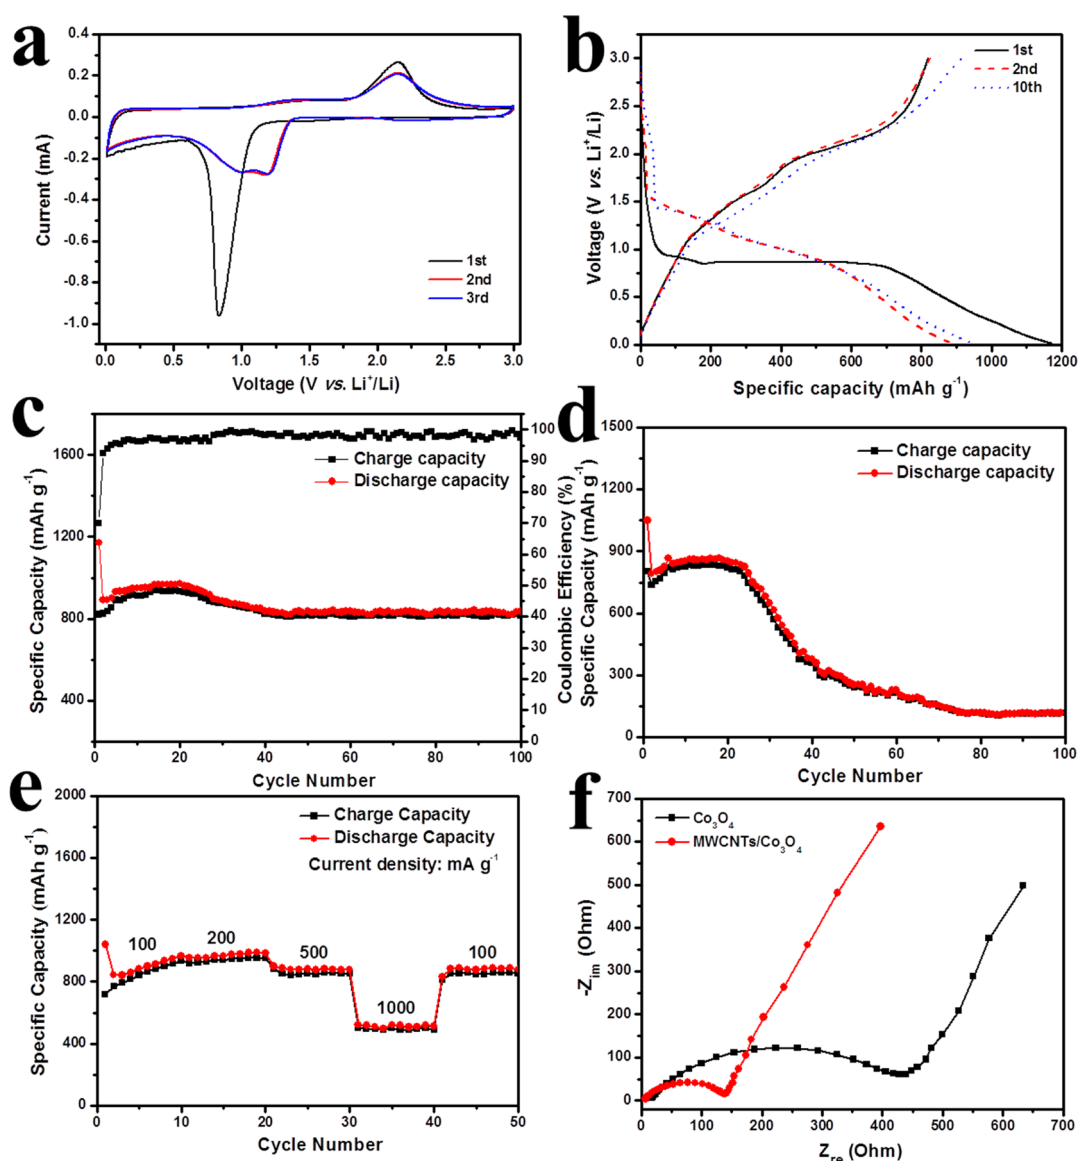 a
0.4
0.2
0.0
-0.2
-0.4
-0.6
-0.8
-1.0
Current (mA)
1st
2nd
3rd
0.0
0.5
1.0
1.5
2.0
2.5
3.0
Voltage (V vs. Li⁺/Li)
b
3.0
2.5
2.0
1.5
1.0
0.5
0.0
Voltage (V vs. Li⁺/Li)
1st
2nd
10th
0
200
400
600
800
1000
1200
Specific capacity (mAh g⁻¹)
c
1600
1200
800
400
0
Specific Capacity (mAh g⁻¹)
Charge capacity
Discharge capacity
100
90
80
70
60
50
40
30
20
10
0
Coulombic Efficiency (%)
0
20
40
60
80
100
Cycle Number
d
1500
1200
900
600
300
0
Specific Capacity (mAh g⁻¹)
Charge capacity
Discharge capacity
0
20
40
60
80
100
Cycle Number
e
2000
1600
1200
800
400
0
Specific Capacity (mAh g⁻¹)
Charge Capacity
Discharge Capacity
Current density: mA g⁻¹
100
200
500
1000
100
0
10
20
30
40
50
Cycle Number
f
700
600
500
400
300
200
100
0
-Zim (Ohm)
Co₃O₄
MWCNTs/Co₃O₄
0
100
200
300
400
500
600
700
Zre (Ohm)